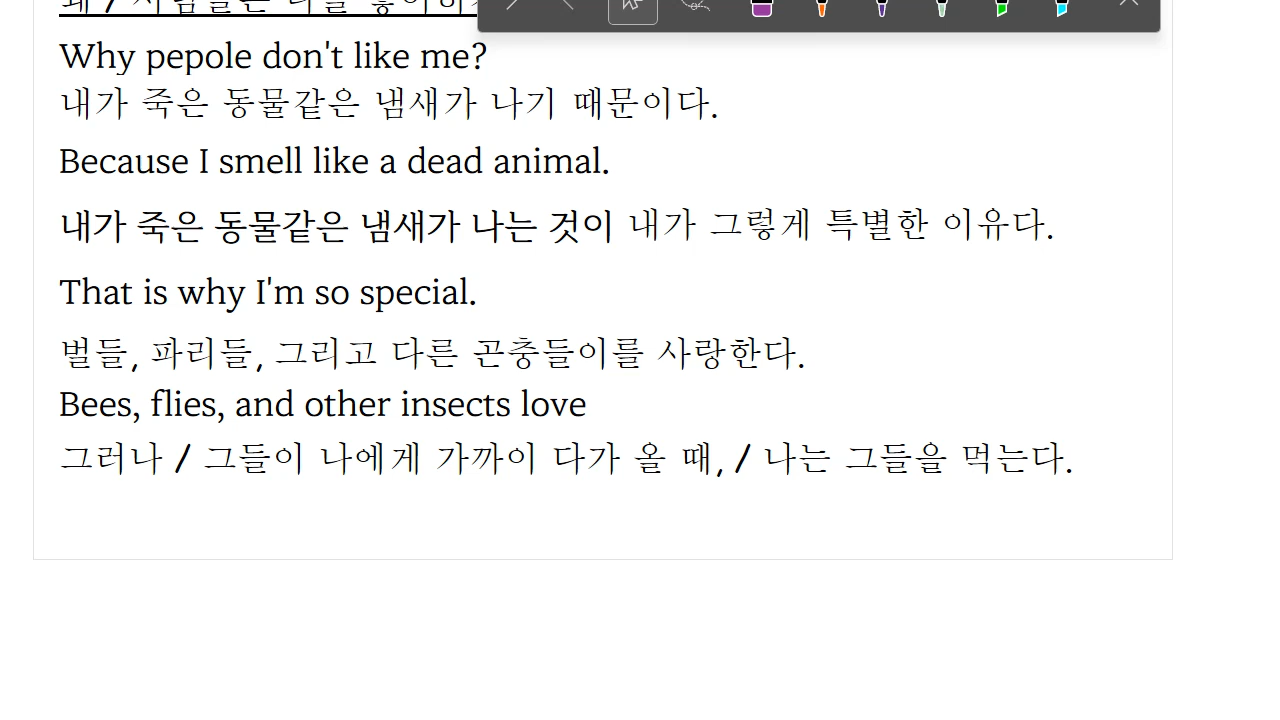 Why pepole don't like me?
내가 죽은 동물같은 냄새가 나기 때문이다.
Because I smell like a dead animal.
내가 죽은 동물같은 냄새가 나는 것이 내가 그렇게 특별한 이유다.
That is why I'm so special.
벌들, 파리들, 그리고 다른 곤충들이를 사랑한다.
Bees, flies, and other insects love
그러나 / 그들이 나에게 가까이 다가 올 때, / 나는 그들을 먹는다.